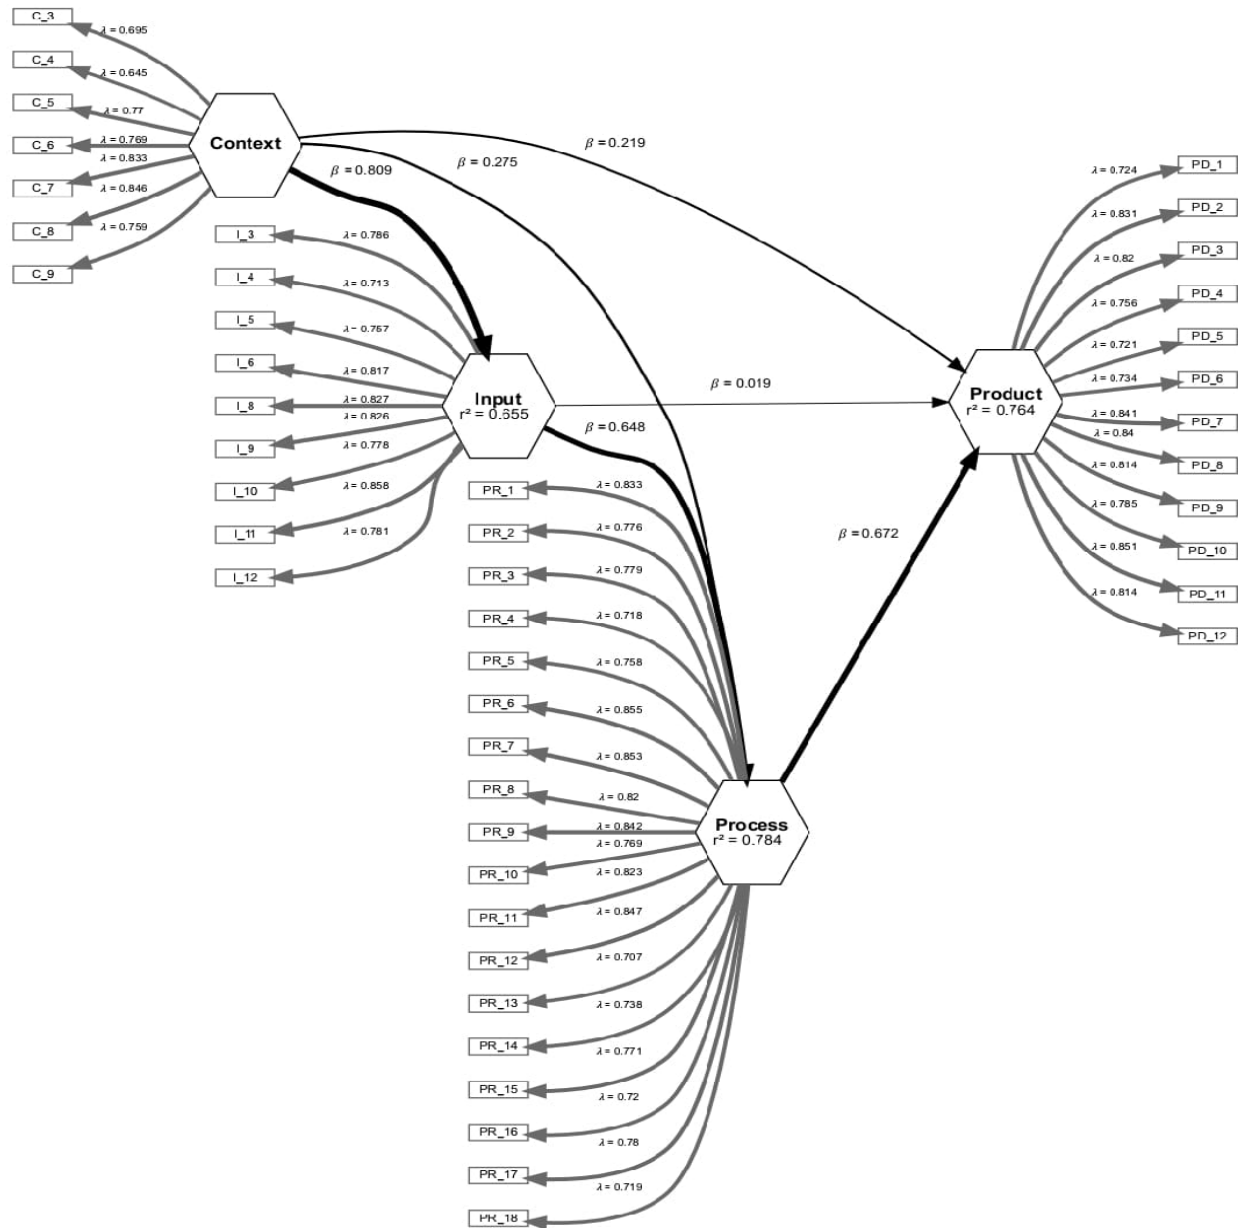 C_3
λ = 0.695
C_4
λ = 0.645
C_5
λ = 0.77
C_6
λ = 0.769
C_7
λ = 0.833
C_8
λ = 0.846
C_9
λ = 0.759
Context
β = 0.809
β = 0.275
β = 0.219
I_3
λ = 0.786
I_4
λ = 0.713
I_5
λ = 0.757
I_6
λ = 0.817
I_8
λ = 0.827
I_9
λ = 0.826
I_10
λ = 0.778
I_11
λ = 0.858
I_12
λ = 0.781
Input
r² = 0.655
β = 0.019
β = 0.648
PR_1
λ = 0.833
PR_2
λ = 0.776
PR_3
λ = 0.779
PR_4
λ = 0.718
PR_5
λ = 0.758
PR_6
λ = 0.855
PR_7
λ = 0.853
PR_8
λ = 0.82
PR_9
λ = 0.842
PR_10
λ = 0.769
PR_11
λ = 0.823
PR_12
λ = 0.847
PR_13
λ = 0.707
PR_14
λ = 0.738
PR_15
λ = 0.771
PR_16
λ = 0.72
PR_17
λ = 0.78
PR_18
λ = 0.719
Process
r² = 0.784
β = 0.672
Product
r² = 0.764
PD_1
λ = 0.724
PD_2
λ = 0.831
PD_3
λ = 0.82
PD_4
λ = 0.756
PD_5
λ = 0.721
PD_6
λ = 0.734
PD_7
λ = 0.841
PD_8
λ = 0.84
PD_9
λ = 0.814
PD_10
λ = 0.785
PD_11
λ = 0.851
PD_12
λ = 0.814